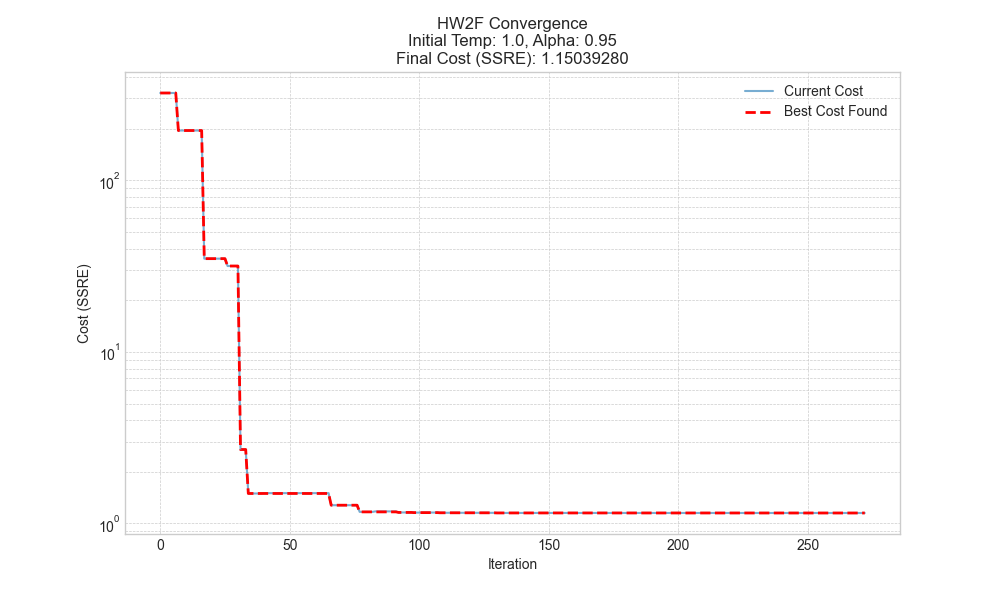 HW2F Convergence
Initial Temp: 1.0, Alpha: 0.95
Final Cost (SSRE): 1.15039280
Current Cost
Best Cost Found
Cost (SSRE)
10²
10¹
10⁰
0 50 100 150 200 250
Iteration